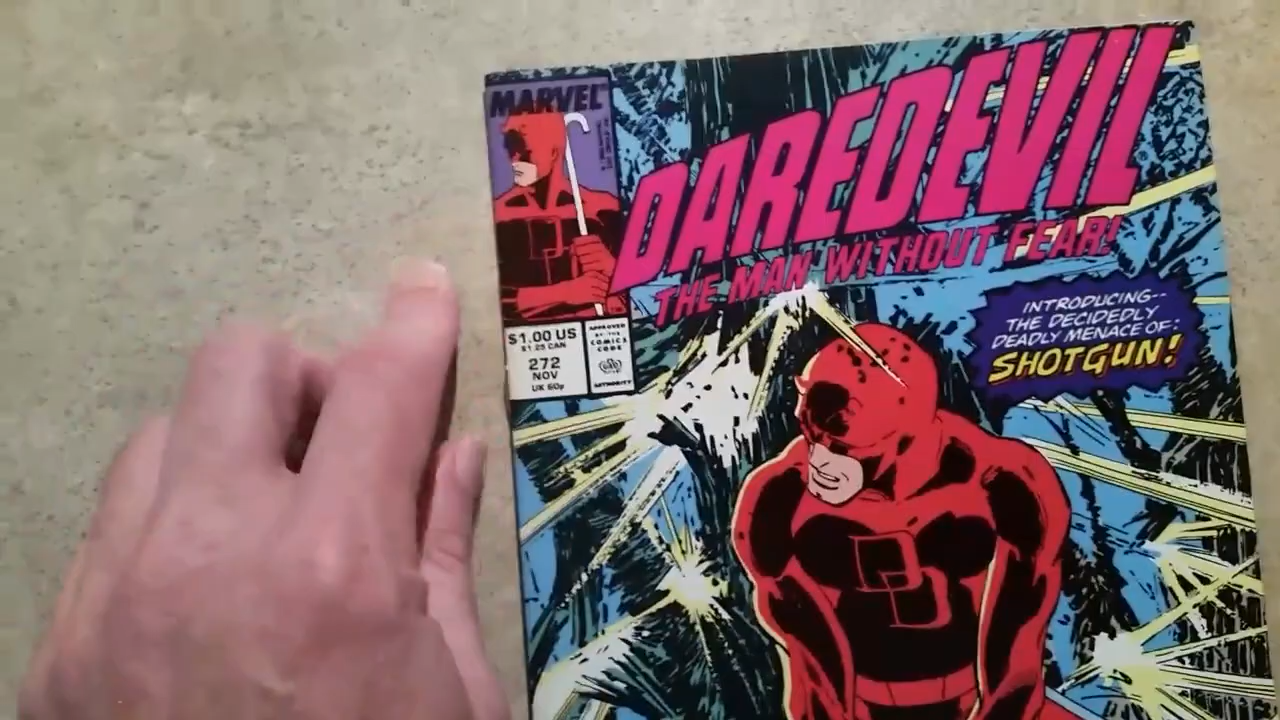 MARVEL
DAREDEVIL
THE MAN WITHOUT FEAR!
$1.00 US
$1.25 CAN
272
NOV
UK 60p
APPROVED
BY THE
COMICS
CODE
AUTHORITY
INTRODUCING--
THE DECIDEDLY
DEADLY MENACE OF:
SHOTGUN!